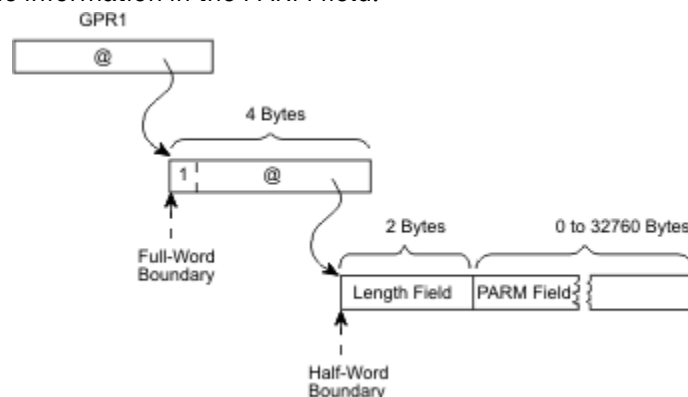 GPR1
@
4 Bytes
1 @
Full-Word
Boundary
2 Bytes 0 to 32760 Bytes
Length Field PARM Field
Half-Word
Boundary